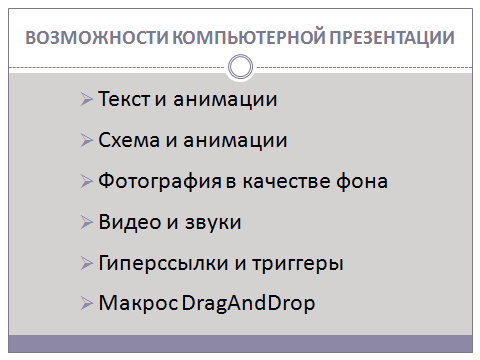 ВОЗМОЖНОСТИ КОМПЬЮТЕРНОЙ ПРЕЗЕНТАЦИИ
Текст и анимации
Схема и анимации
Фотография в качестве фона
Видео и звуки
Гиперссылки и триггеры
Макрос DragAndDrop